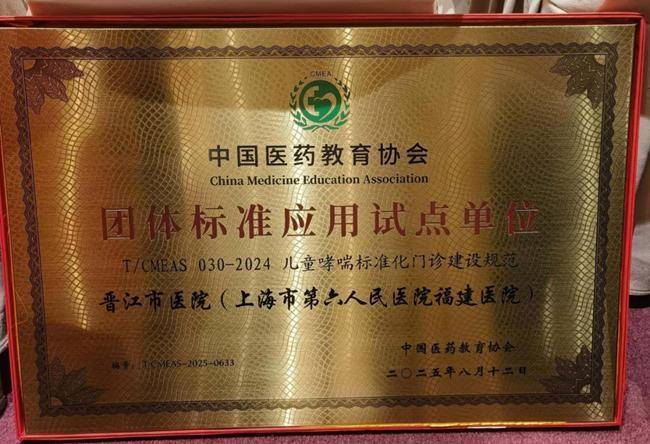 CMEA
中国医药教育协会
China Medicine Education Association
团体标准应用试点单位
T/CMEAS 030-2024 儿童哮喘标准化门诊建设规范
晋江市医院（上海市第六人民医院福建医院）
中国医药教育协会
编号：T/CMEAS-2025-0633
二〇二五年八月十二日